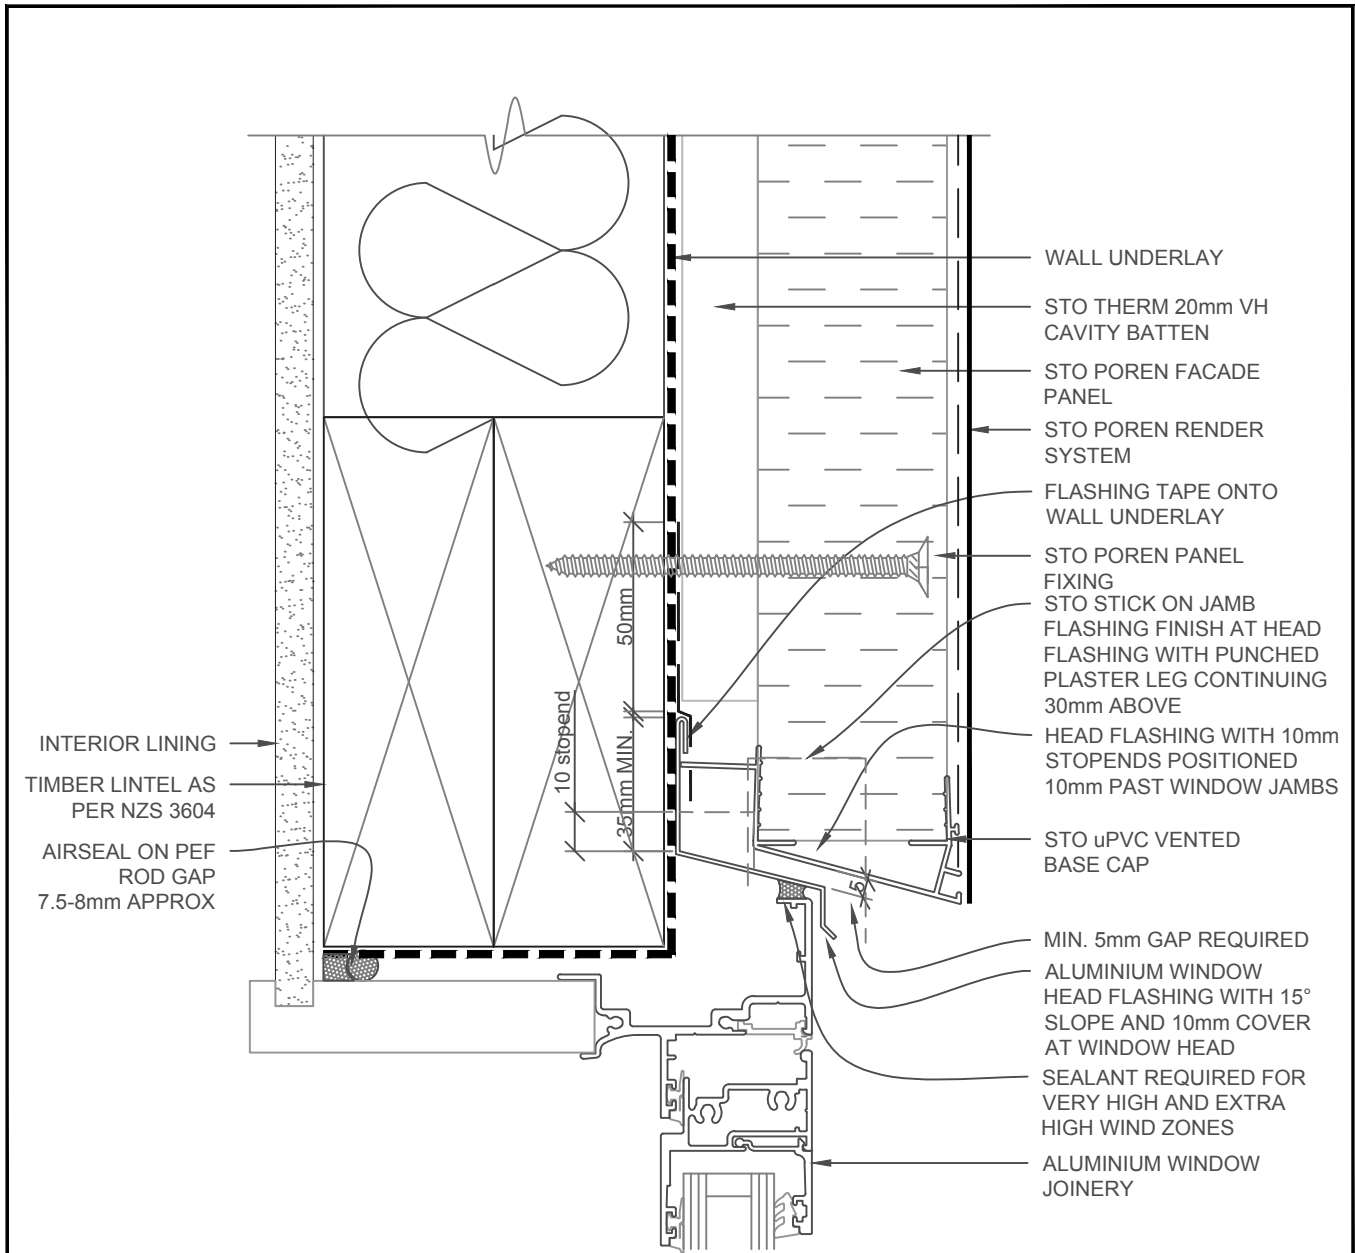 WALL UNDERLAY
STO THERM 20mm VH
CAVITY BATTEN
STO POREN FACADE
PANEL
STO POREN RENDER
SYSTEM
FLASHING TAPE ONTO
WALL UNDERLAY
STO POREN PANEL
FIXING
STO STICK ON JAMB
FLASHING FINISH AT HEAD
FLASHING WITH PUNCHED
PLASTER LEG CONTINUING
30mm ABOVE
HEAD FLASHING WITH 10mm
STOPENDS POSITIONED
10mm PAST WINDOW JAMBS
STO uPVC VENTED
BASE CAP
MIN. 5mm GAP REQUIRED
ALUMINIUM WINDOW
HEAD FLASHING WITH 15°
SLOPE AND 10mm COVER
AT WINDOW HEAD
SEALANT REQUIRED FOR
VERY HIGH AND EXTRA
HIGH WIND ZONES
ALUMINIUM WINDOW
JOINERY
INTERIOR LINING
TIMBER LINTEL AS
PER NZS 3604
AIRSEAL ON PEF
ROD GAP
7.5-8mm APPROX
50mm
10 stopend
35mm MIN.
5